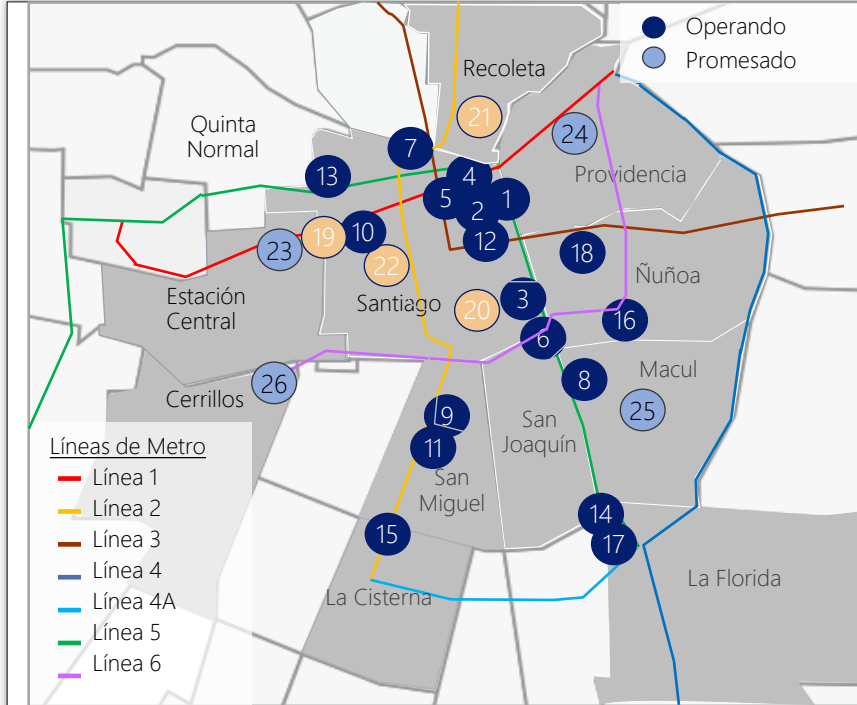 Operando
Promesado
Recoleta
21
Quinta
Normal
24
7
13
4
Providencia
5
1
2
19
10
12
23
18
22
Ñuñoa
Estación
Central
Santiago
3
20
16
6
Macul
8
26
Cerrillos
25
9
San
Joaquín
11
Líneas de Metro
Línea 1
San
Miguel
Línea 2
14
15
Línea 3
17
Línea 4
La Florida
La Cisterna
Línea 4A
Línea 5
Línea 6